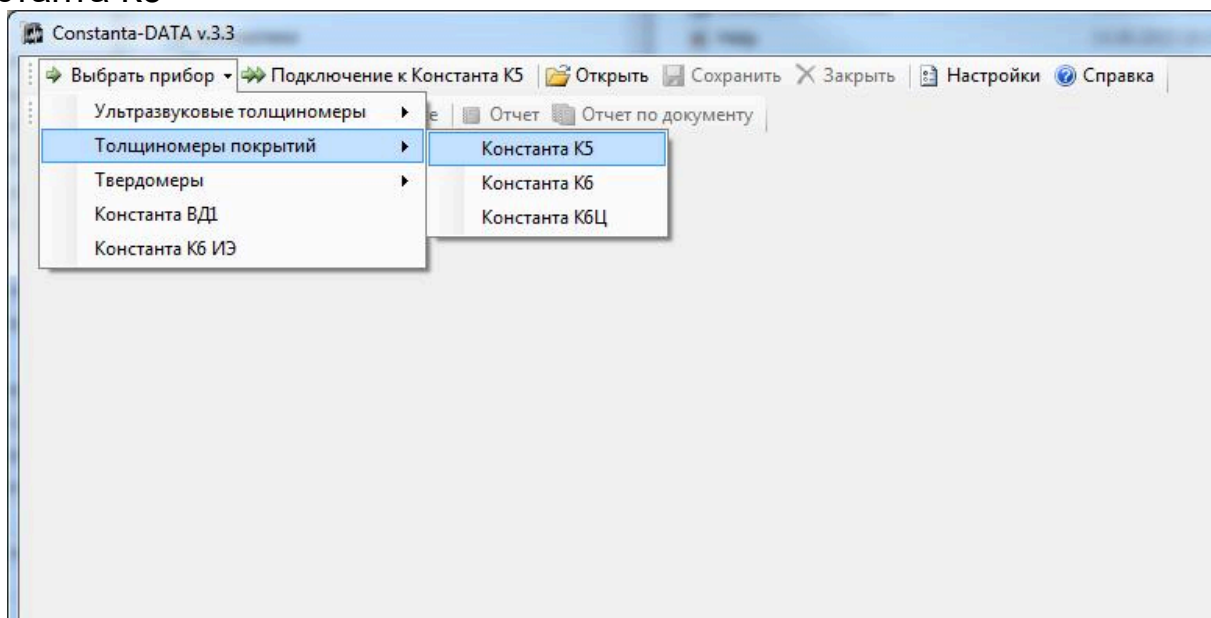 Constanta-DATA v.3.3
Выбрать прибор Подключение к Константа К5 Открыть Сохранить Закрыть Настройки Справка
Ультразвуковые толщиномеры е Отчет Отчет по документу
Толщиномеры покрытий Константа К5
Твердомеры Константа К6
Константа ВД1 Константа К6Ц
Константа К6 ИЭ